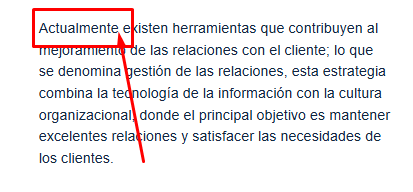 Actualmente existen herramientas que contribuyen al
mejoramiento de las relaciones con el cliente; lo que
se denomina gestión de las relaciones, esta estrategia
combina la tecnología de la información con la cultura
organizacional, donde el principal objetivo es mantener
excelentes relaciones y satisfacer las necesidades de
los clientes.